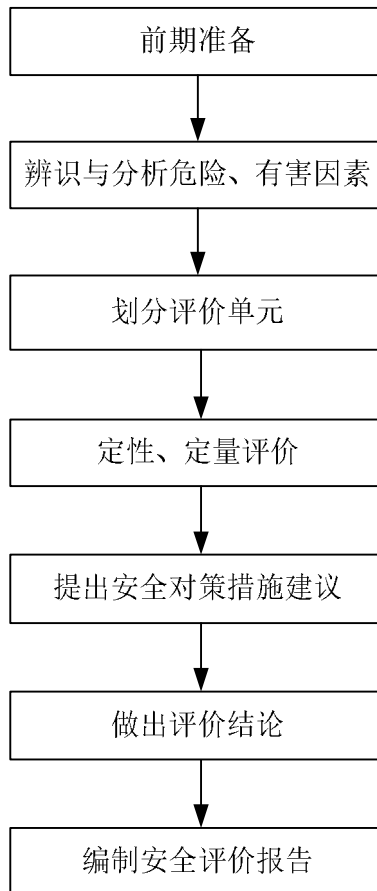 前期准备
辨识与分析危险、有害因素
划分评价单元
定性、定量评价
提出安全对策措施建议
做出评价结论
编制安全评价报告